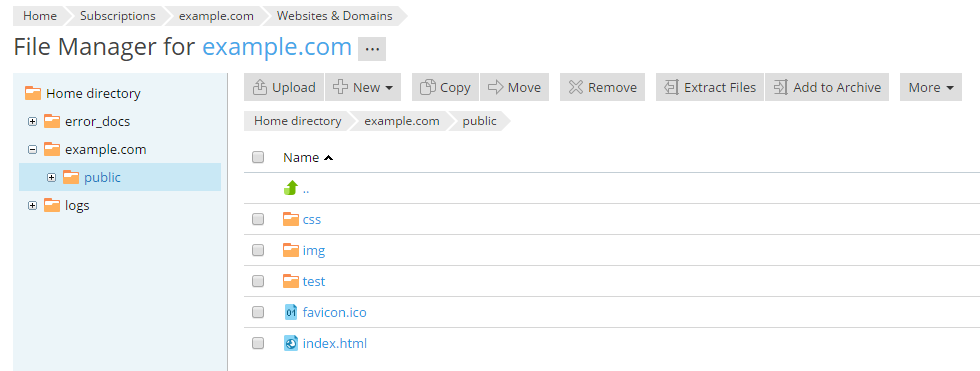 Home Subscriptions example.com Websites & Domains
File Manager for example.com ...
Home directory
error_docs
example.com
public
logs
Upload New Copy Move Remove Extract Files Add to Archive More
Home directory example.com public
Name
..
css
img
test
favicon.ico
index.html